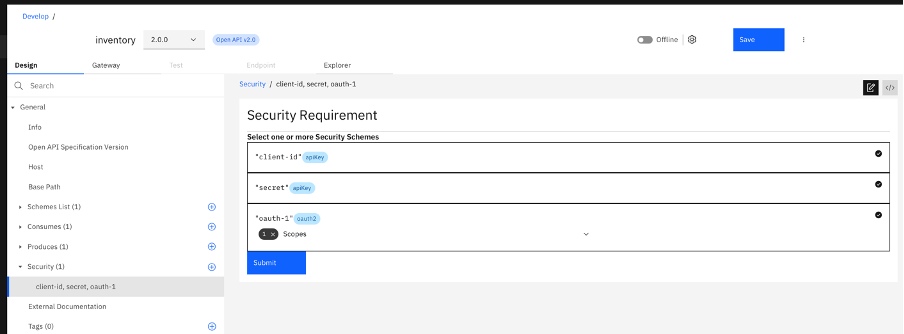 Develop /
inventory 2.0.0 Open API v2.0 Offline Save
Design Gateway Test Endpoint Explorer
Search
Security / client-id, secret, oauth-1
</>
General
Info
Open API Specification Version
Host
Base Path
Schemes List (1)
Consumes (1)
Produces (1)
Security (1)
client-id, secret, oauth-1
External Documentation
Tags (0)
Security Requirement
Select one or more Security Schemes
"client-id" apiKey
"secret" apiKey
"oauth-1" oauth2
1 × Scopes
Submit